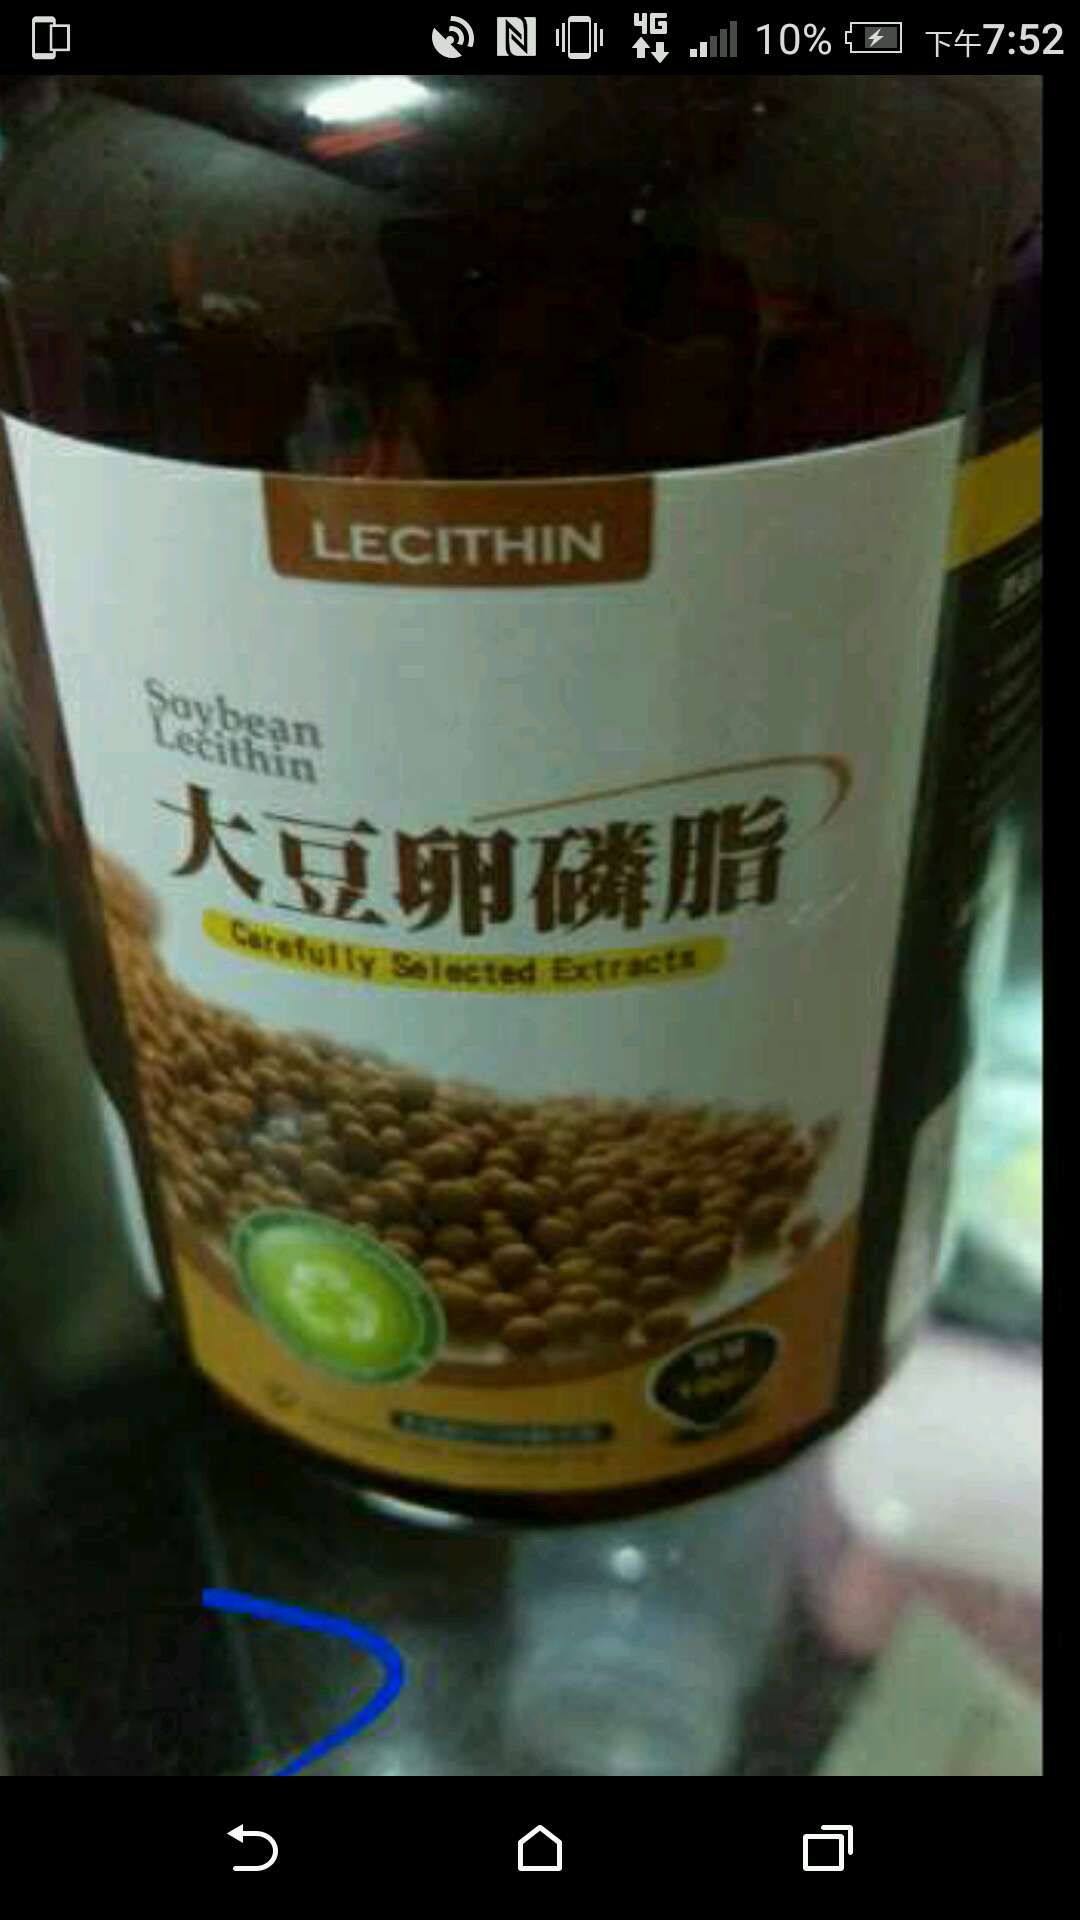 4G
10%
下午7:52
LECITHIN
Soybean
Lecithin
大豆卵磷脂
Carefully Selected Extracts